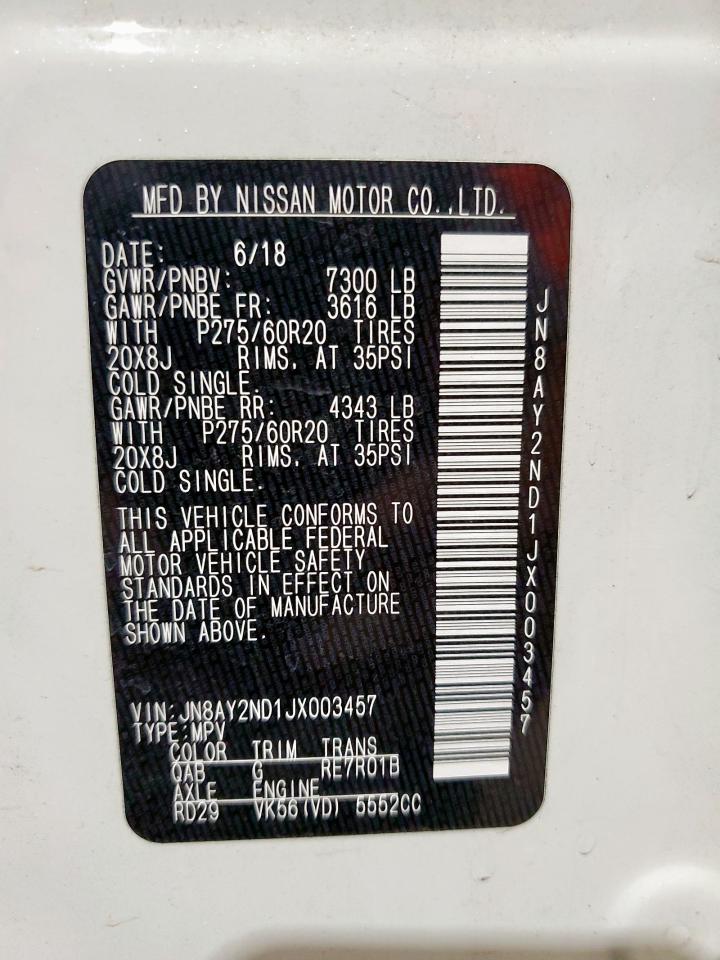 MFD BY NISSAN MOTOR CO.,LTD.
DATE: 6/18
GVWR/PNBV: 7300 LB
GAWR/PNBE FR: 3616 LB
WITH P275/60R20 TIRES
20X8J RIMS, AT 35PSI
COLD SINGLE.
GAWR/PNBE RR: 4343 LB
WITH P275/60R20 TIRES
20X8J RIMS, AT 35PSI
COLD SINGLE.
THIS VEHICLE CONFORMS TO
ALL APPLICABLE FEDERAL
MOTOR VEHICLE SAFETY
STANDARDS IN EFFECT ON
THE DATE OF MANUFACTURE
SHOWN ABOVE.
VIN:JN8AY2ND1JX003457
TYPE:MPV
COLOR TRIM TRANS
QAB G RE7R01B
AXLE ENGINE
RD29 VK56(VD) 5552CC
JN8AY2ND1JX003457